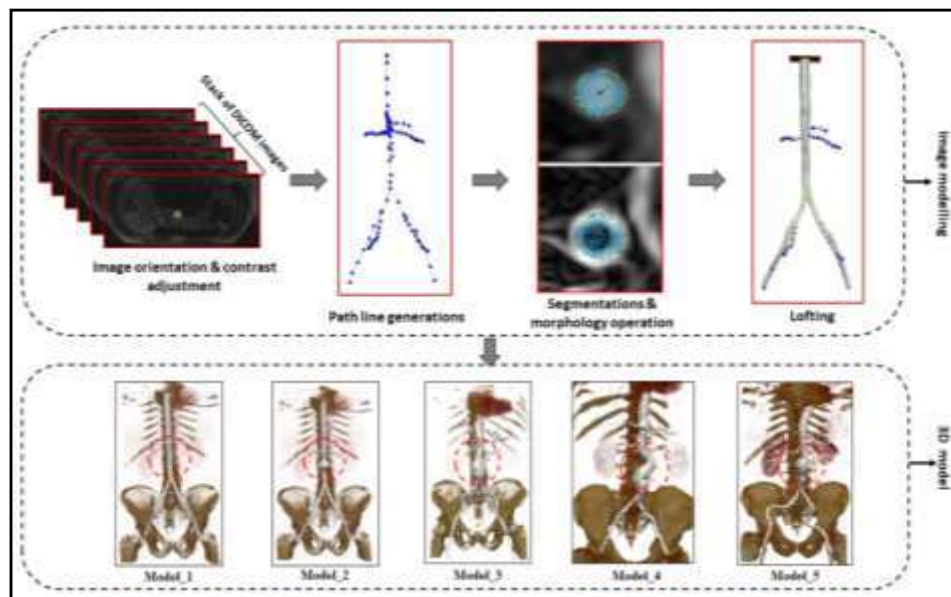 Stack of DICOM images
Image orientation & contrast
adjustment
Path line generations
Segmentations &
morphology operation
Lofting
Image modelling
3D model
Model_1
Model_2
Model_3
Model_4
Model_5